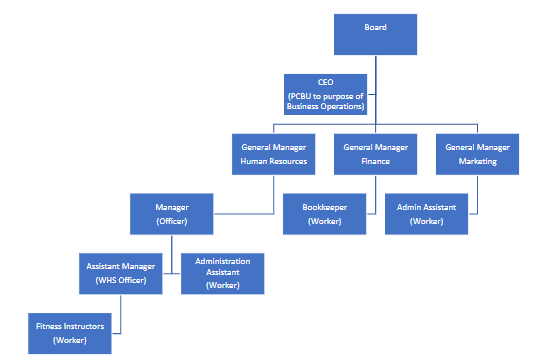 Board
CEO
(PCBU to purpose of
Business Operations)
General Manager
Human Resources
General Manager
Finance
General Manager
Marketing
Manager
(Officer)
Bookkeeper
(Worker)
Admin Assistant
(Worker)
Assistant Manager
(WHS Officer)
Administration
Assistant
(Worker)
Fitness Instructors
(Worker)